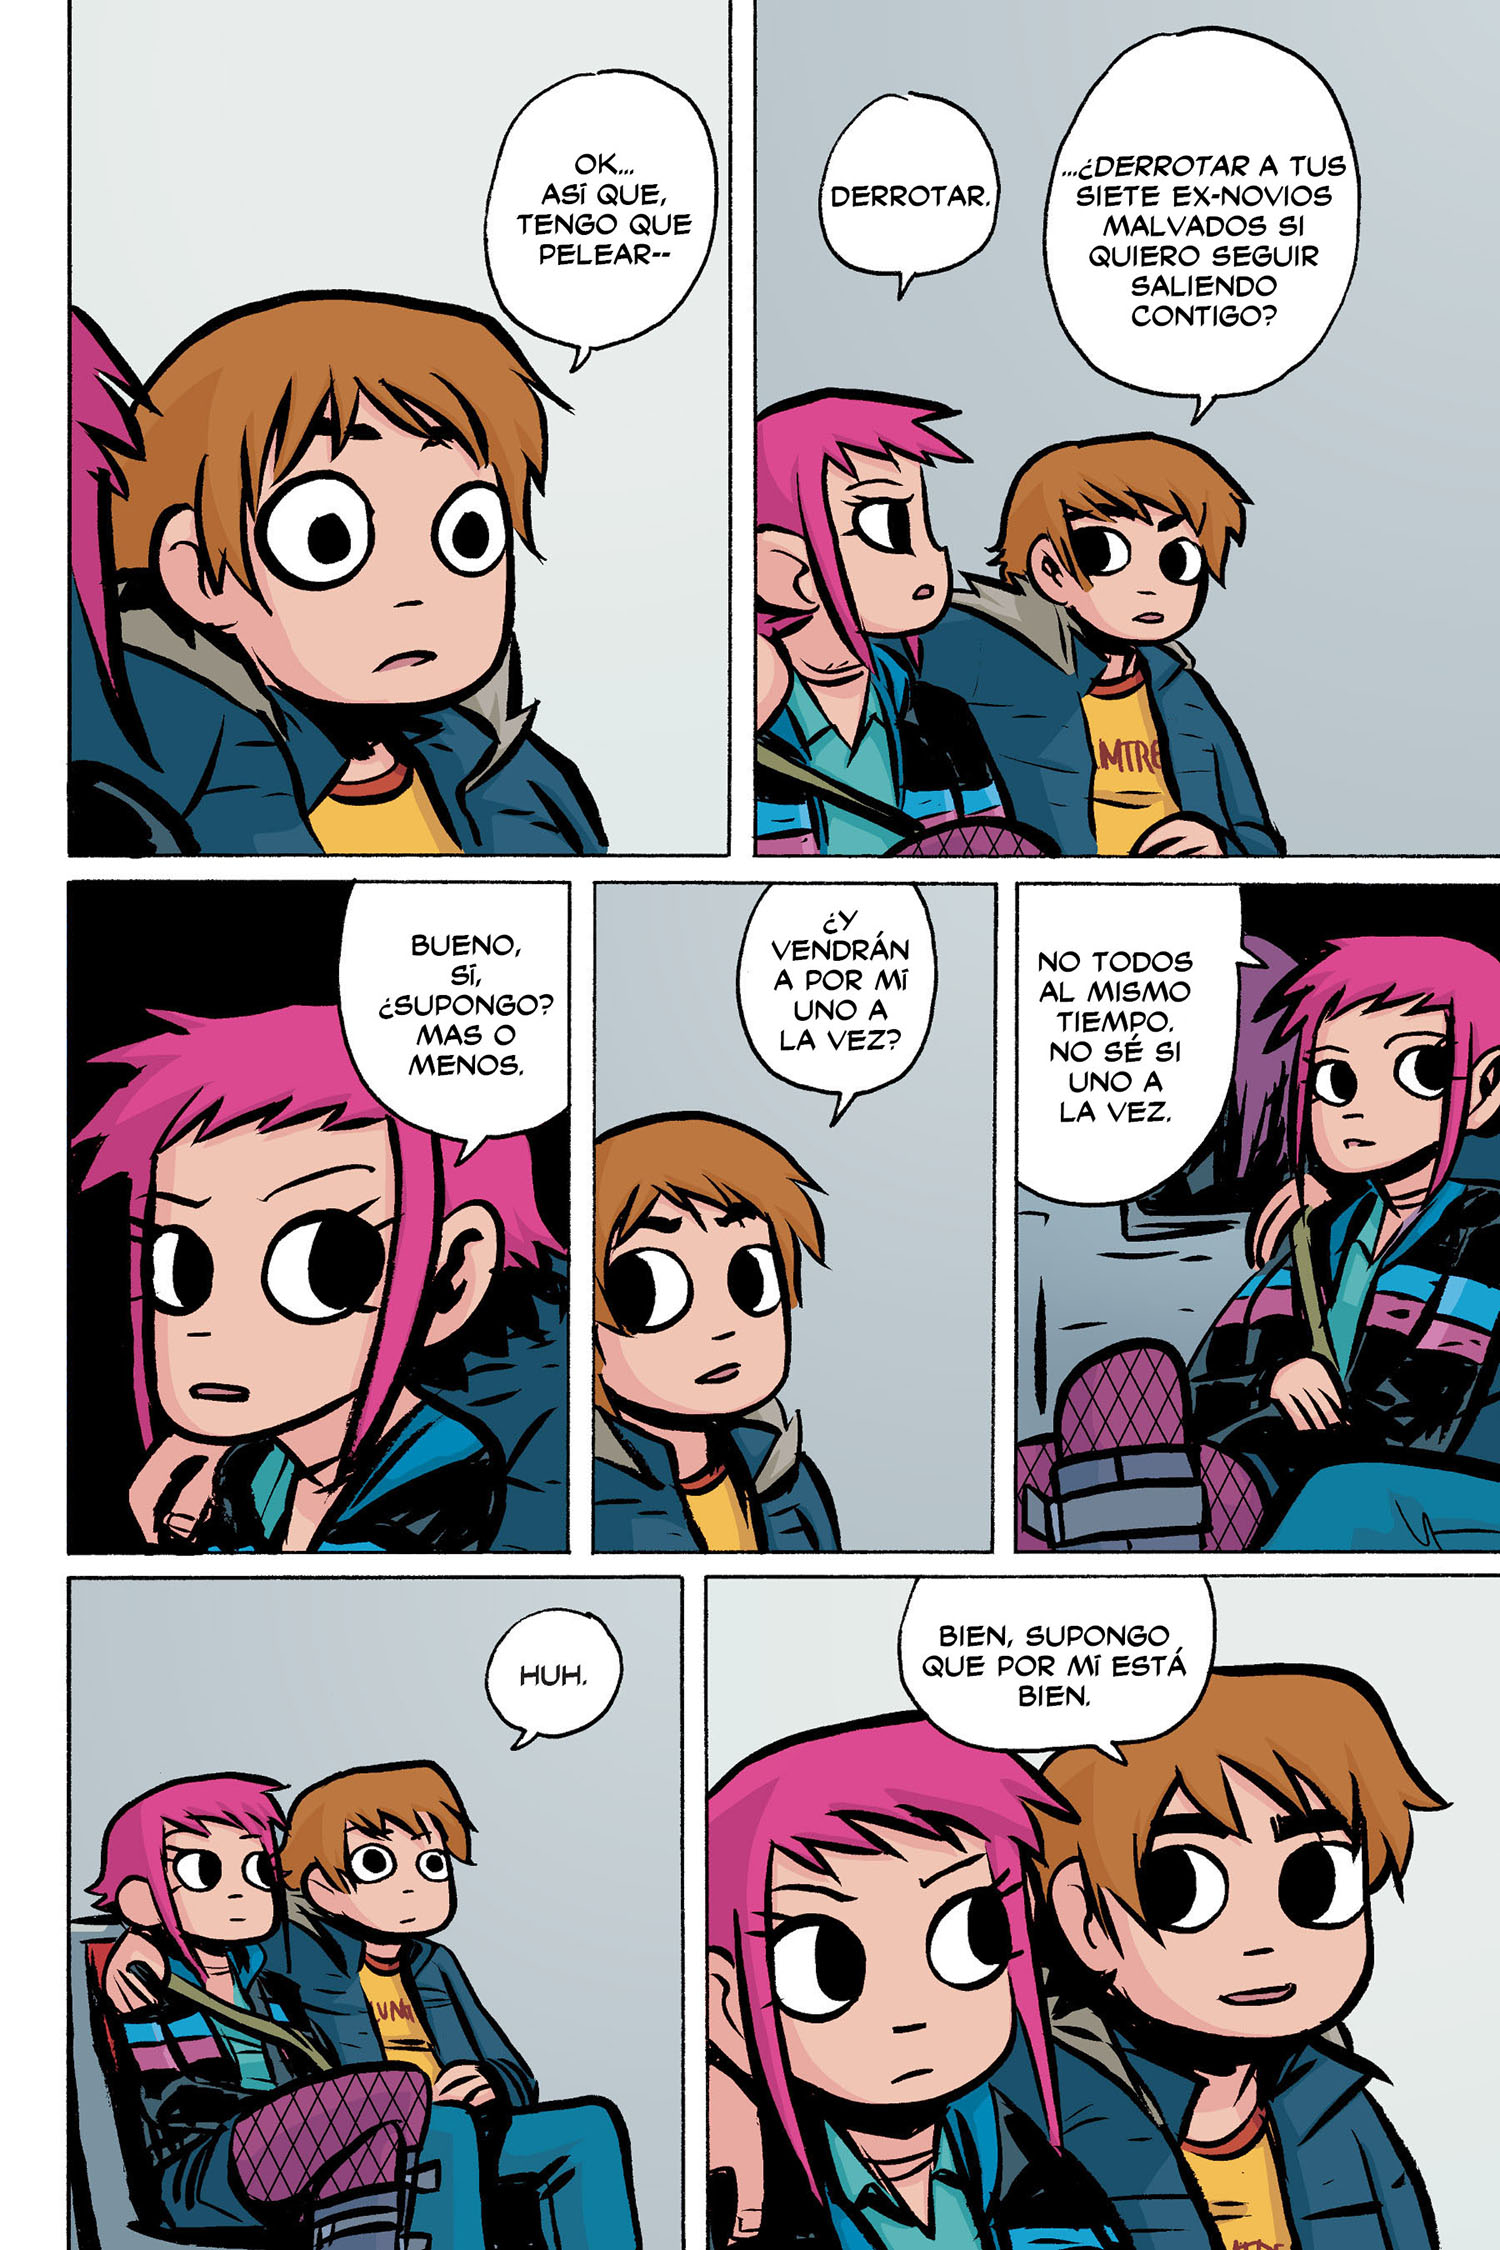 OK...
ASÍ QUE,
TENGO QUE
PELEAR--
DERROTAR.
...¿DERROTAR A TUS
SIETE EX-NOVIOS
MALVADOS SI
QUIERO SEGUIR
SALIENDO
CONTIGO?
MTRE
BUENO,
SÍ,
¿SUPONGO?
MAS O
MENOS.
¿Y
VENDRÁN
A POR MÍ
UNO A
LA VEZ?
NO TODOS
AL MISMO
TIEMPO.
NO SÉ SI
UNO A
LA VEZ.
HUH.
BIEN, SUPONGO
QUE POR MÍ ESTÁ
BIEN.